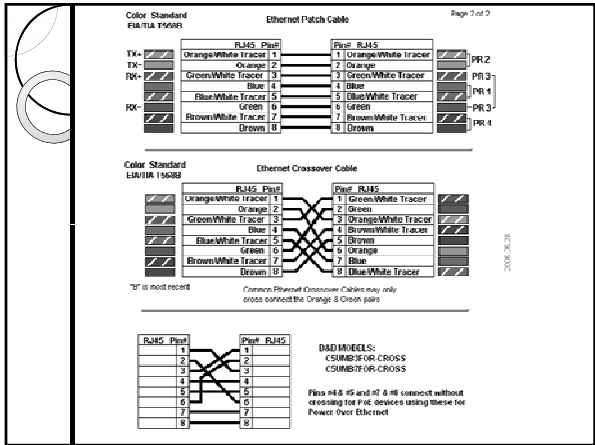 Color Standard
EIA/TIA T568B
Ethernet Patch Cable
Page 2 of 2
RJ45 Pin# Pin# RJ45
TX+ Orange/White Tracer 1 1 Orange/White Tracer PR 2
TX- Orange 2 2 Orange
RX+ Green/White Tracer 3 3 Green/White Tracer PR 3
Blue 4 4 Blue PR 1
Blue/White Tracer 5 5 Blue/White Tracer
RX- Green 6 6 Green PR 3
Brown/White Tracer 7 7 Brown/White Tracer PR 4
Brown 8 8 Brown
Color Standard
EIA/TIA T568B
Ethernet Crossover Cable
RJ45 Pin# Pin# RJ45
Orange/White Tracer 1 1 Green/White Tracer
Orange 2 2 Green
Green/White Tracer 3 3 Orange/White Tracer
Blue 4 4 Brown/White Tracer
Blue/White Tracer 5 5 Brown
Green 6 6 Orange
Brown/White Tracer 7 7 Blue
Brown 8 8 Blue/White Tracer
"B" is most recent
Common Ethernet Crossover Cables may only
cross connect the Orange & Green pairs
RJ45 Pin# Pin# RJ45
1 1
2 2
3 3
4 4
5 5
6 6
7 7
8 8
B&B MODELS:
C5UMB3FOR-CROSS
C5UMB7FOR-CROSS
Pins #4 & #5 and #7 & #8 connect without
crossing for PoE devices using these for
Power Over Ethernet